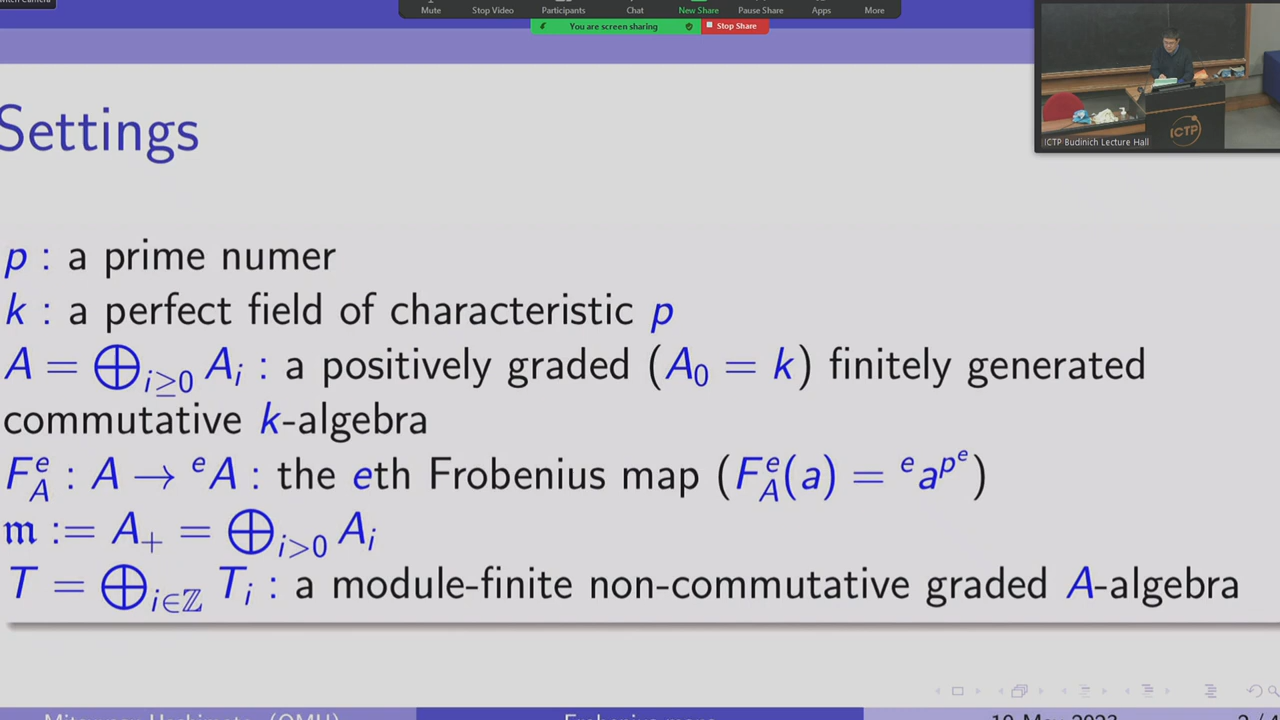 Mute Stop Video Participants Chat New Share Pause Share Apps More
You are screen sharing Stop Share
ICTP
ICTP Budinich Lecture Hall
Settings
p : a prime numer
k : a perfect field of characteristic p
A = ⨁_{i≥0} A_i : a positively graded (A_0 = k) finitely generated
commutative k-algebra
F^e_A : A → ^eA : the eth Frobenius map (F^e_A(a) = ^ea^{p^e})
𝔪 := A_+ = ⨁_{i>0} A_i
T = ⨁_{i∈ℤ} T_i : a module-finite non-commutative graded A-algebra